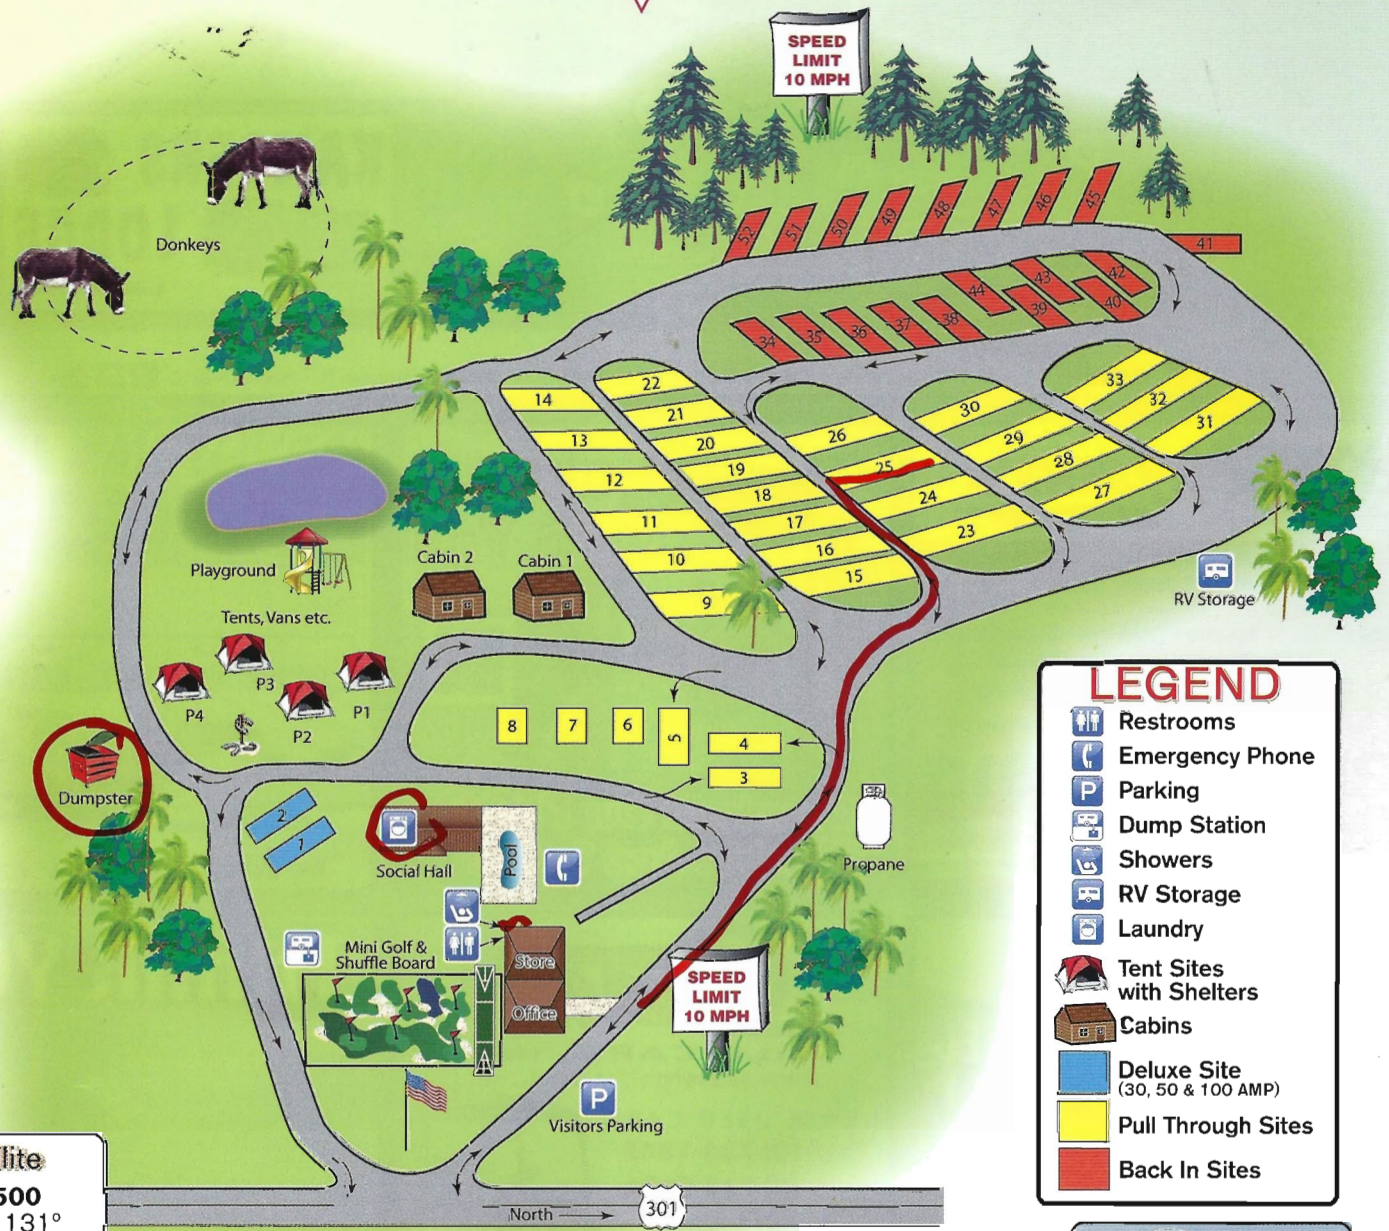 SPEED
LIMIT
10 MPH
Donkeys
52
51
50
49
48
47
46
45
41
44
43
42
34
35
36
37
38
39
40
14
13
12
11
10
9
22
21
20
19
18
17
16
15
26
25
24
23
30
29
28
27
33
32
31
Playground
Cabin 2
Cabin 1
Tents, Vans etc.
P4
P3
P2
P1
RV Storage
8
7
6
5
4
3
Dumpster
2
1
Social Hall
Pool
Propane
Mini Golf &
Shuffle Board
Store
Office
SPEED
LIMIT
10 MPH
P
Visitors Parking
North
301
LEGEND
Restrooms
Emergency Phone
P Parking
Dump Station
Showers
RV Storage
Laundry
Tent Sites
with Shelters
Cabins
Deluxe Site
(30, 50 & 100 AMP)
Pull Through Sites
Back In Sites
131°